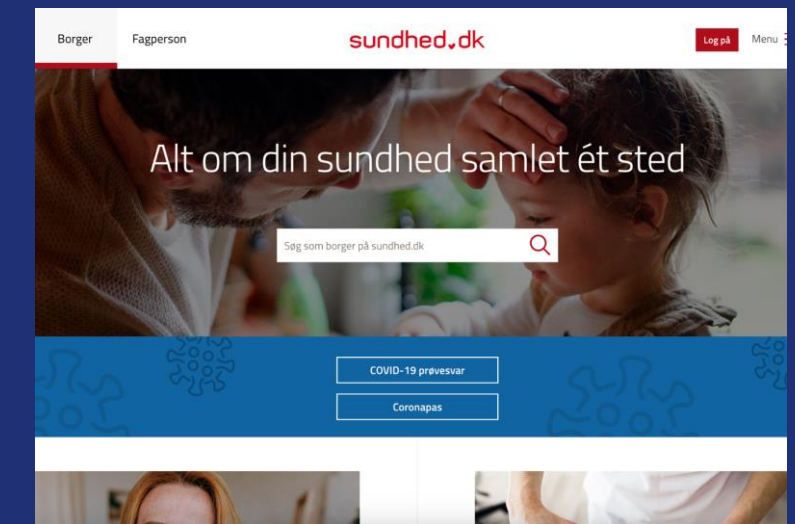 Borger
Fagperson
sundhed.dk
Log på
Menu
Alt om din sundhed samlet ét sted
Søg som borger på sundhed.dk
COVID-19 prøvesvar
Coronapas